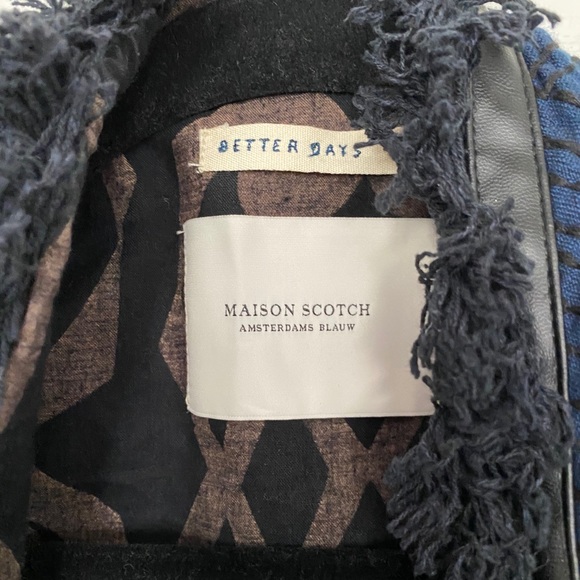 BETTER DAYS
MAISON SCOTCH
AMSTERDAMS BLAUW